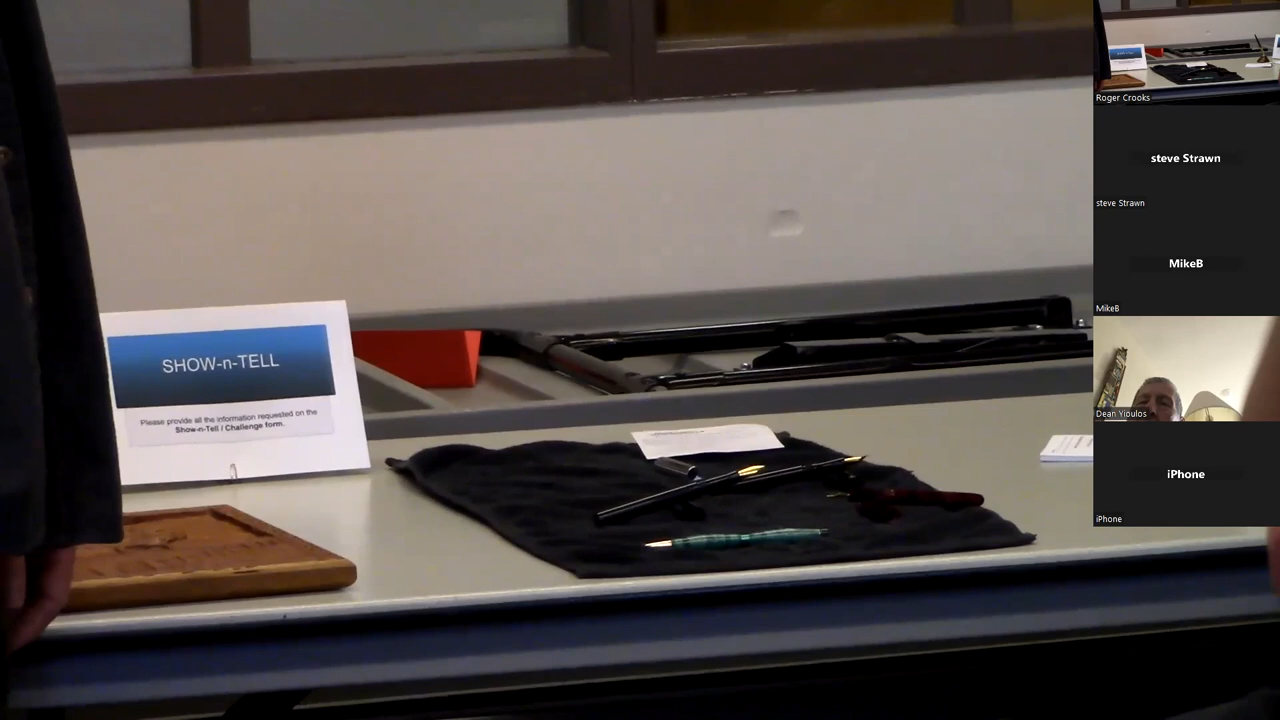 SHOW-n-TELL
Please provide all the information requested on the
Show-n-Tell / Challenge form.
Roger Crooks
steve Strawn
steve Strawn
MikeB
MikeB
Dean Yioulos
iPhone
iPhone